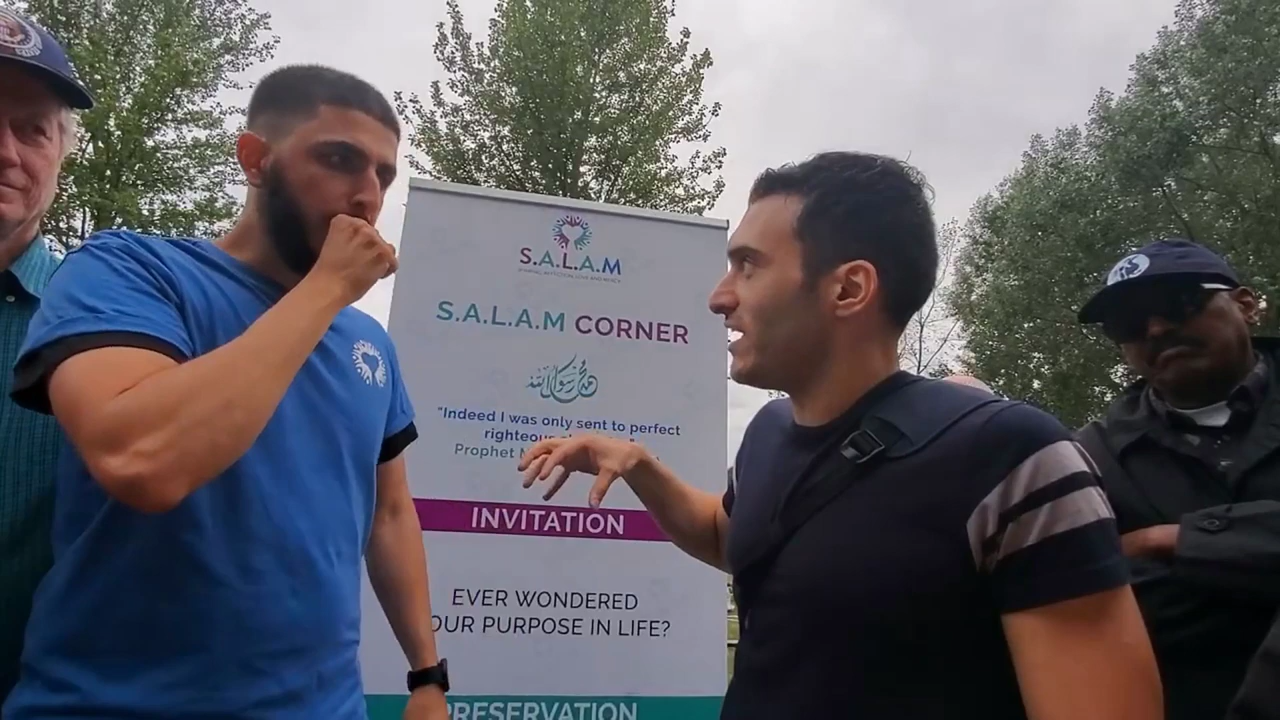 S.A.L.A.M
S.A.L.A.M CORNER
محمد رسول الله
"Indeed I was only sent to perfect
righteous
Prophet
INVITATION
EVER WONDERED
OUR PURPOSE IN LIFE?
PRESERVATION